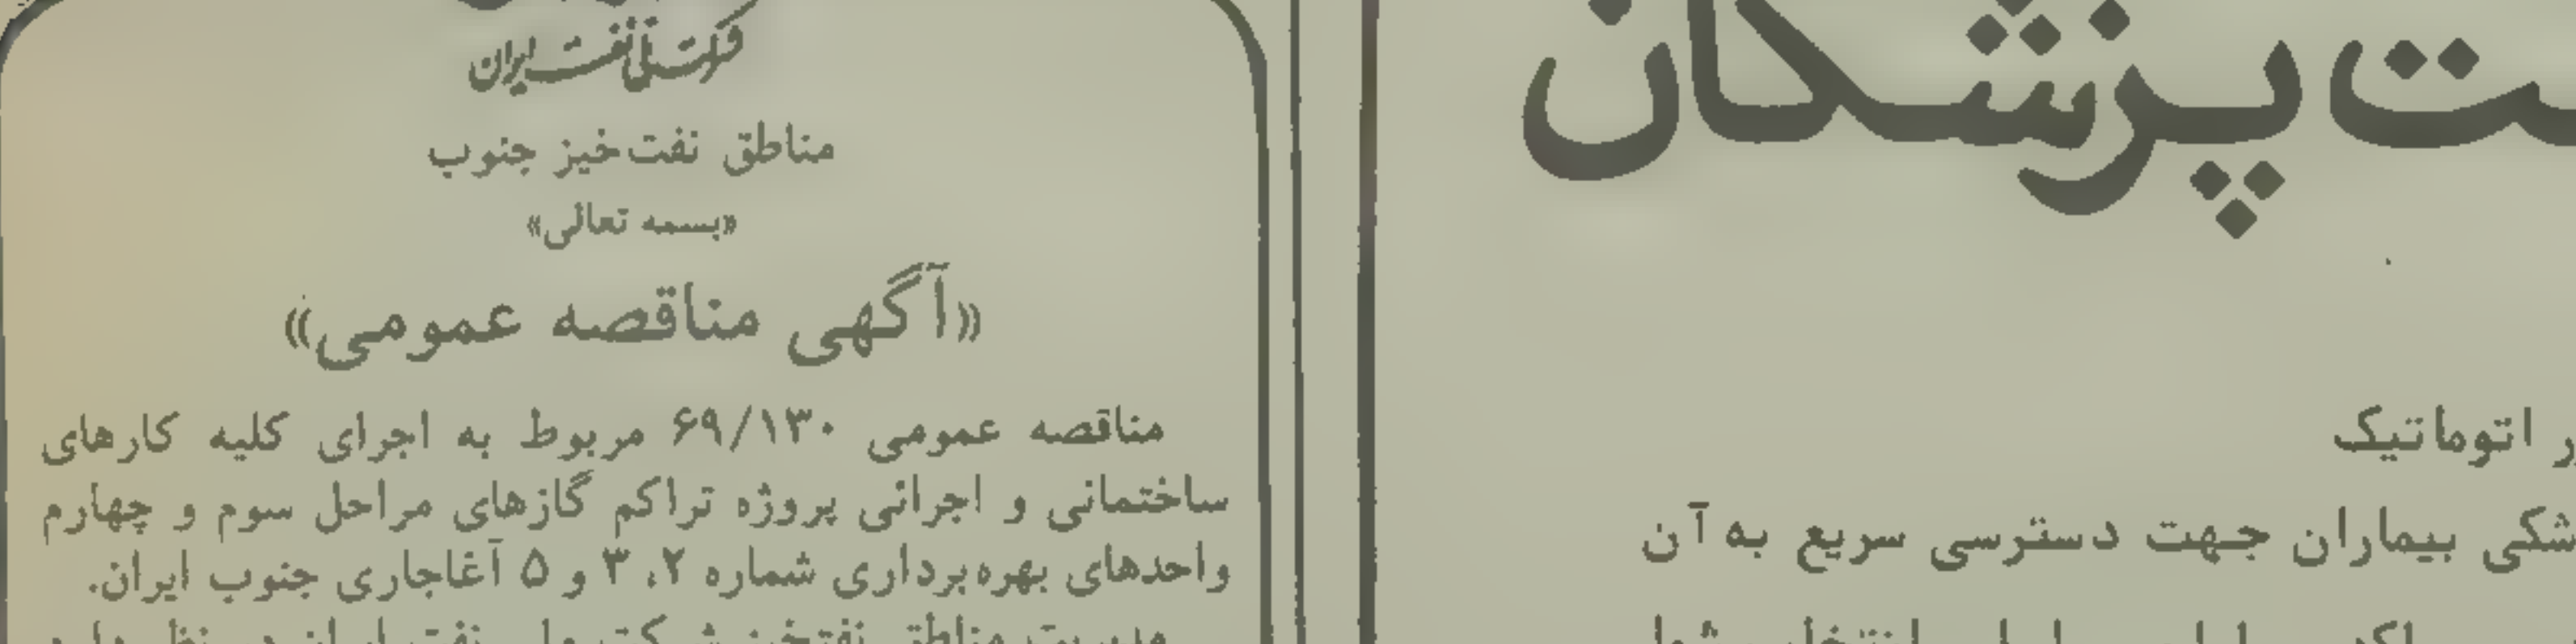 ت پزشکان
ر اتوماتیک
شکی بیماران جهت دسترسی سریع به آن
شرکت ملی نفت ایران
مناطق نفت‌خیز جنوب
«بسمه تعالی»
«آگهی مناقصه عمومی»
مناقصه عمومی ۶۹/۱۳۰ مربوط به اجرای کلیه کارهای
ساختمانی و اجرائی پروژه تراکم گازهای مراحل سوم و چهارم
واحدهای بهره‌برداری شماره ۲، ۳ و ۵ آغاجاری جنوب ایران.